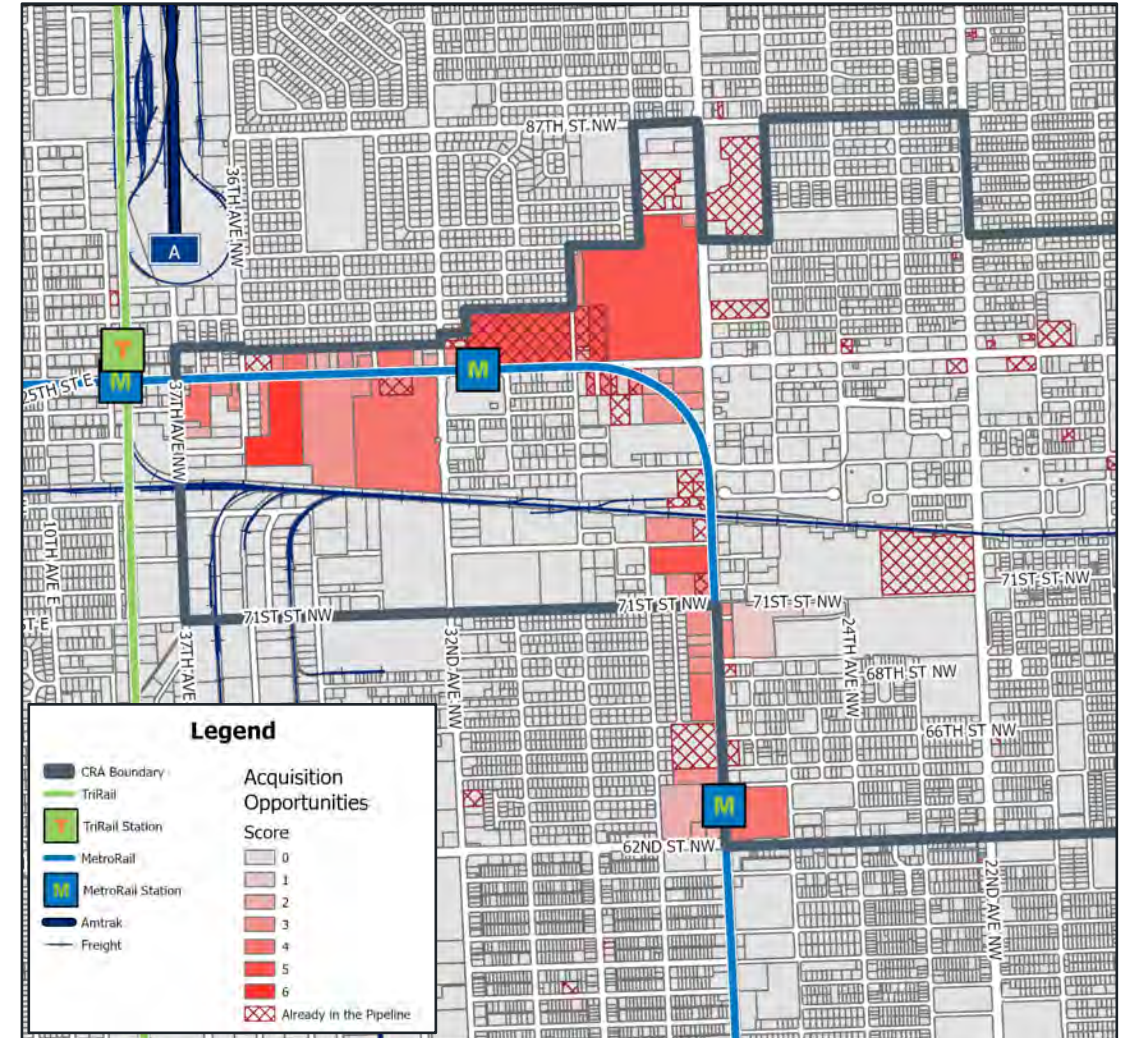 87TH ST NW
36TH AVE NW
A
T
M
M
25TH ST E
37TH AVE NW
10TH AVE E
71ST ST NW
71ST ST NW
71ST ST NW
71ST ST NW
ST E
37TH AVE
32ND AVE NW
24TH AVE NW
68TH ST NW
66TH ST NW
M
62ND ST NW
22ND AVE NW
Legend
CRA Boundary
TriRail
T
TriRail Station
MetroRail
M
MetroRail Station
Amtrak
Freight
Acquisition
Opportunities
Score
0
1
2
3
4
5
6
Already in the Pipeline